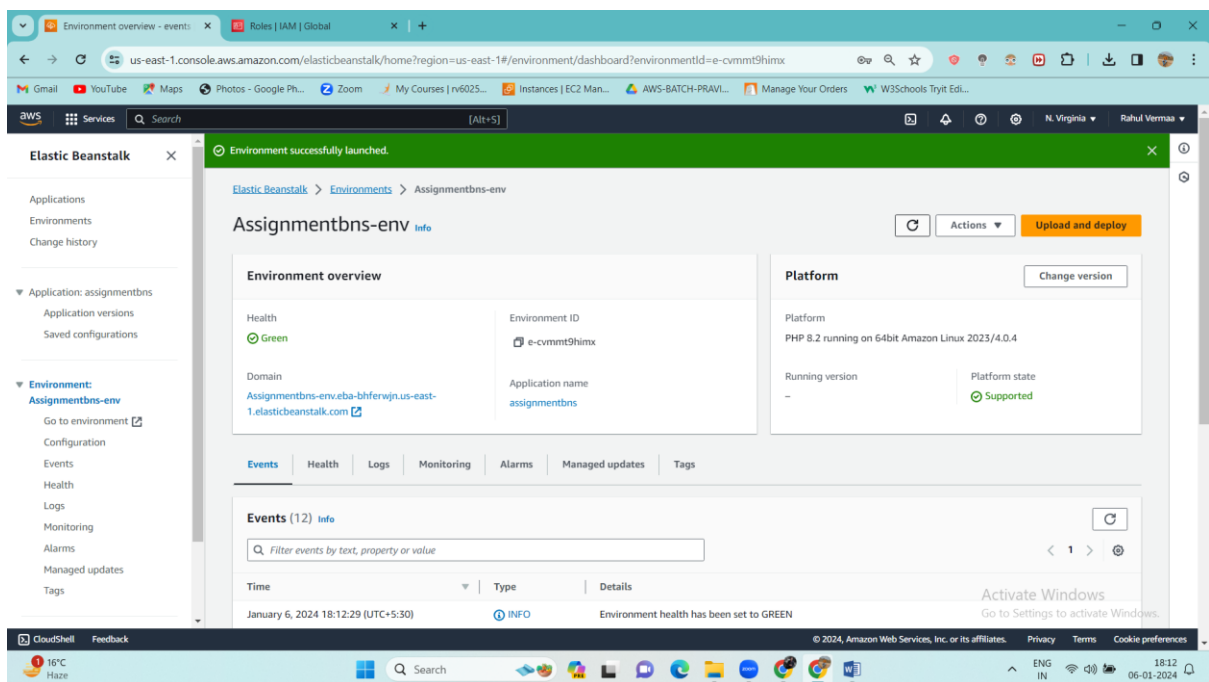 Environment overview - events
Roles | IAM | Global
us-east-1.console.aws.amazon.com/elasticbeanstalk/home?region=us-east-1#/environment/dashboard?environmentId=e-cvmmt9himx
Gmail YouTube Maps Photos - Google Ph... Zoom My Courses | rv6025... Instances | EC2 Man... AWS-BATCH-PRAVI... Manage Your Orders W3Schools Tryit Edi...
aws Services Search [Alt+S] N. Virginia Rahul Vermaa
Elastic Beanstalk
Applications
Environments
Change history
Application: assignmentbns
Application versions
Saved configurations
Environment:
Assignmentbns-env
Go to environment
Configuration
Events
Health
Logs
Monitoring
Alarms
Managed updates
Tags
Environment successfully launched.
Elastic Beanstalk > Environments > Assignmentbns-env
Assignmentbns-env Info
Actions Upload and deploy
Environment overview
Health
Green
Environment ID
e-cvmmt9himx
Domain
Assignmentbns-env.eba-bhferwjn.us-east-
1.elasticbeanstalk.com
Application name
assignmentbns
Platform
Change version
Platform
PHP 8.2 running on 64bit Amazon Linux 2023/4.0.4
Running version
–
Platform state
Supported
Events Health Logs Monitoring Alarms Managed updates Tags
Events (12) Info
Filter events by text, property or value
< 1 >
Time Type Details
January 6, 2024 18:12:29 (UTC+5:30) INFO Environment health has been set to GREEN
Activate Windows
Go to Settings to activate Windows.
CloudShell Feedback © 2024, Amazon Web Services, Inc. or its affiliates. Privacy Terms Cookie preferences
1
16°C
Haze
Search
ENG
IN
18:12
06-01-2024